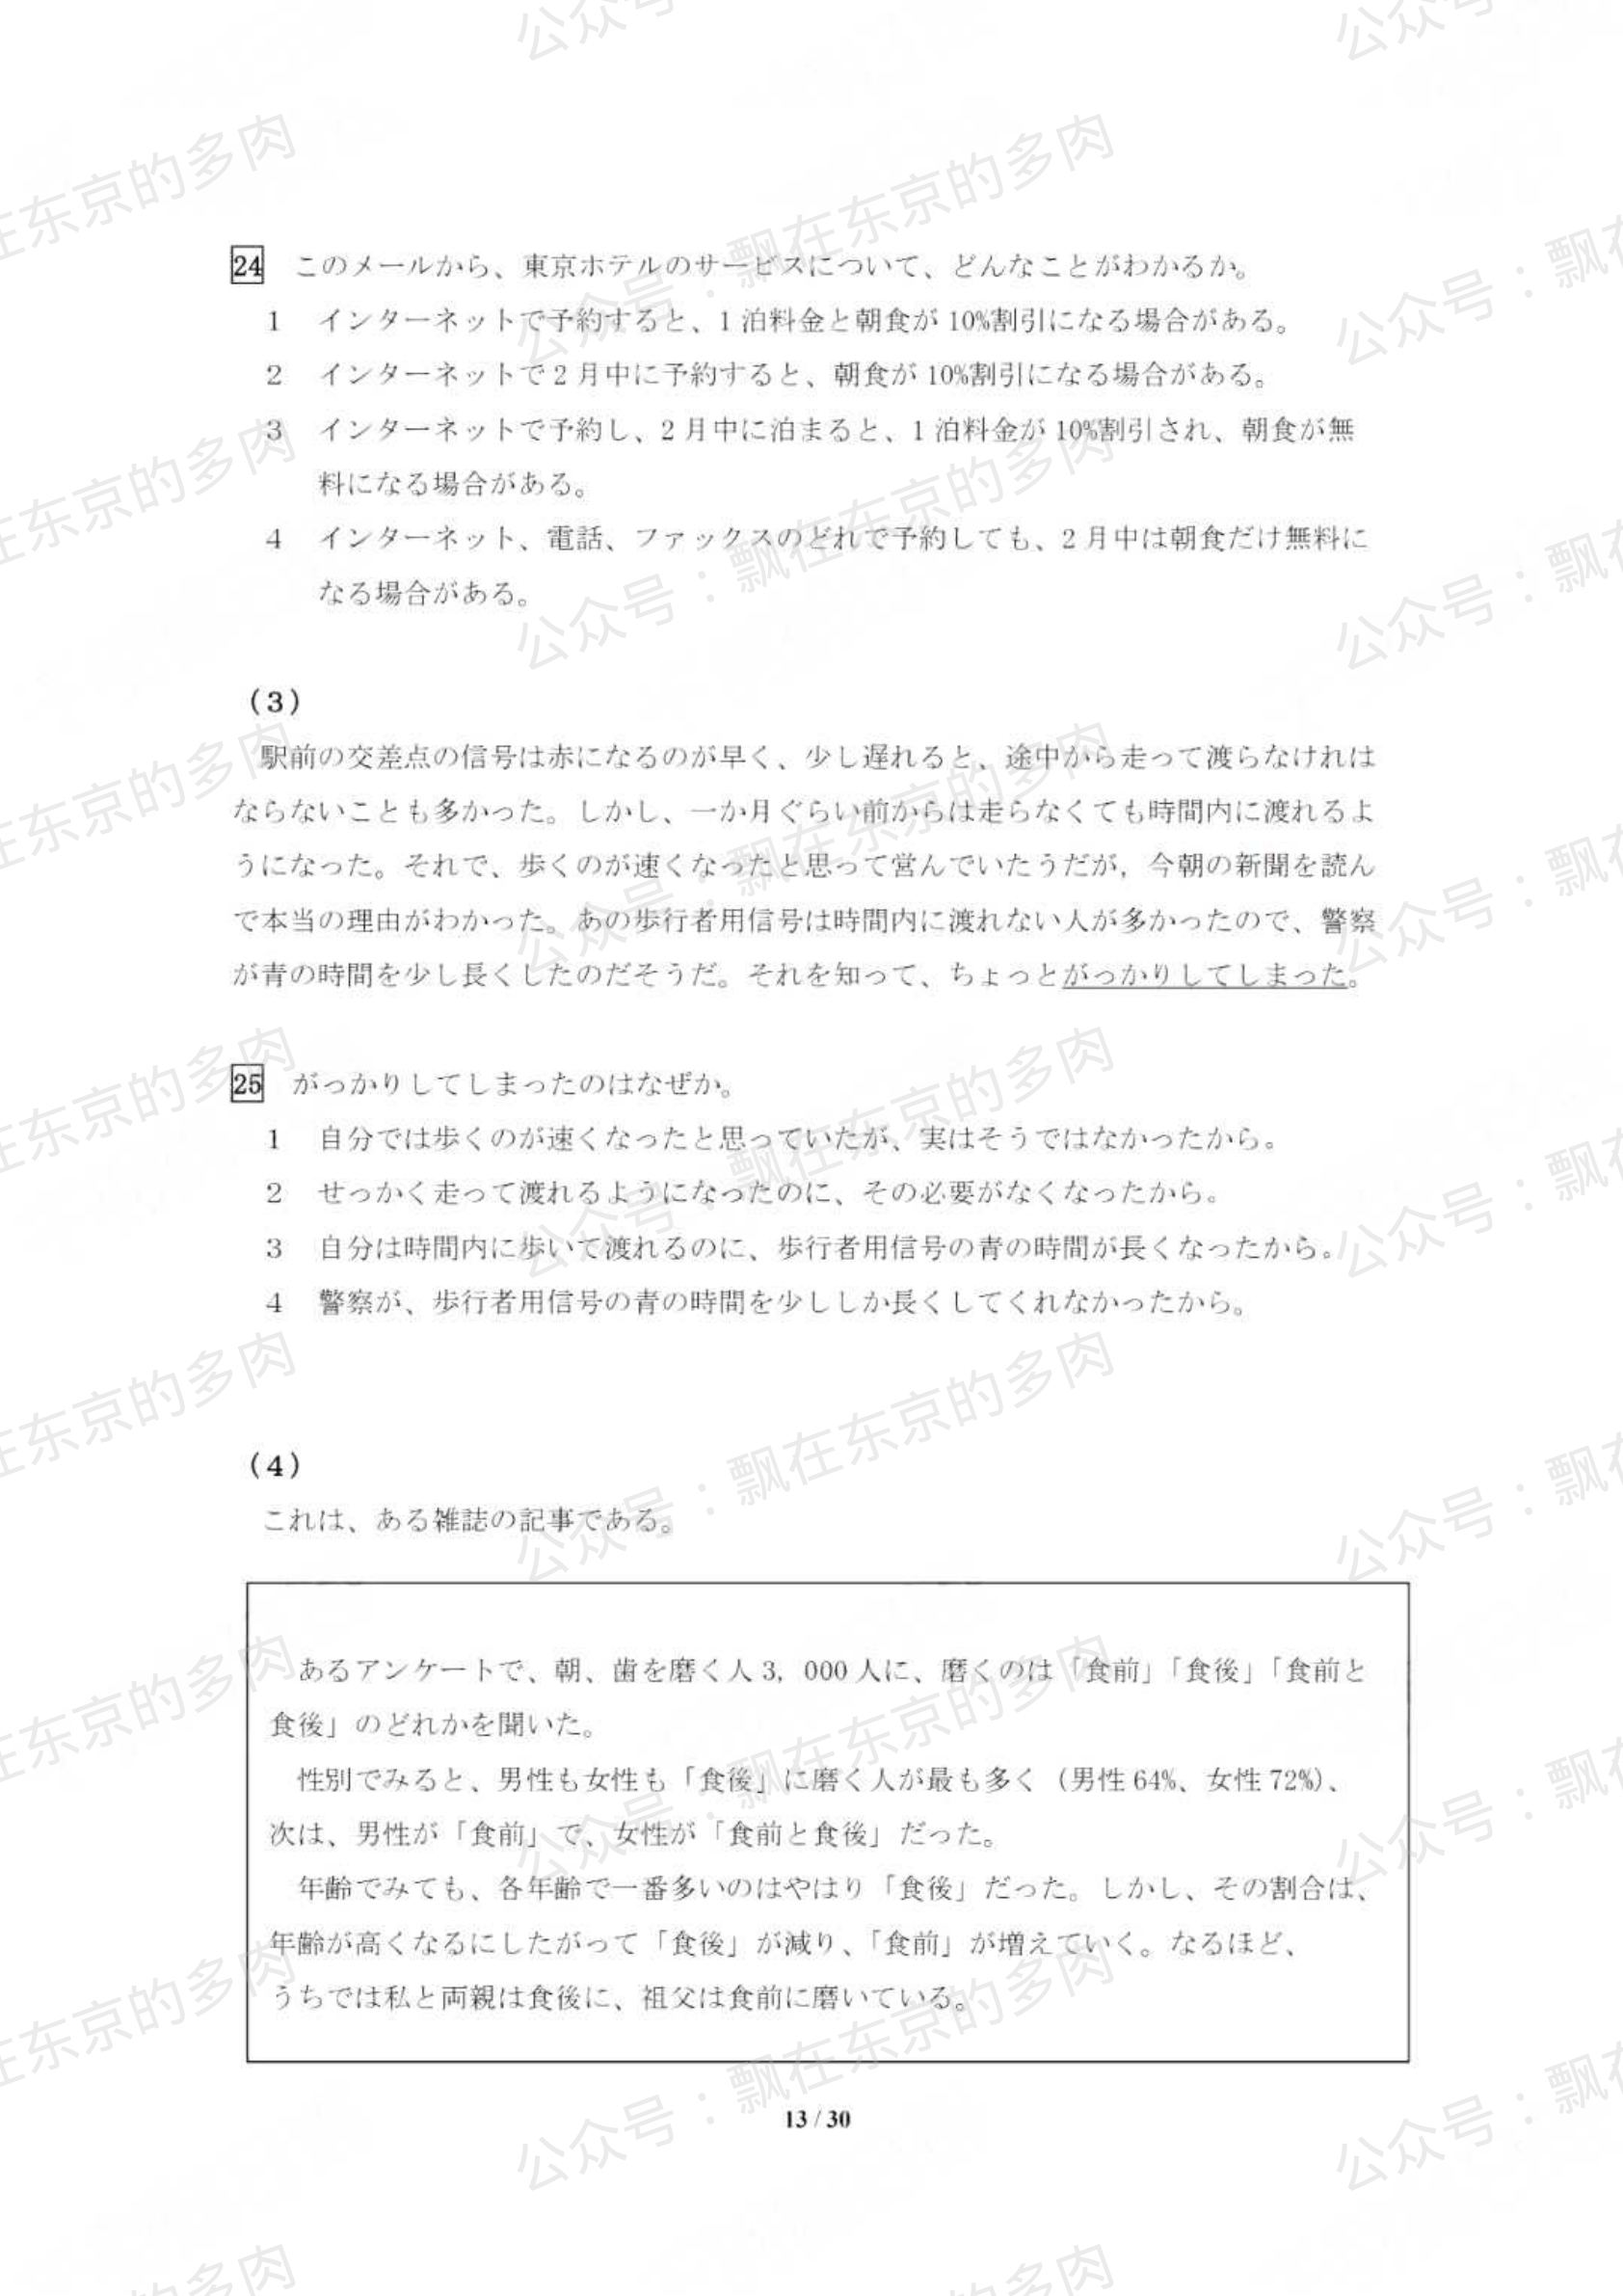 24 このメールから、東京ホテルのサービスについて、どんなことがわかるか。
1 インターネットで予約すると、1泊料金と朝食が10%割引になる場合がある。
2 インターネットで2月中に予約すると、朝食が10%割引になる場合がある。
3 インターネットで予約し、2月中に泊まると、1泊料金が10%割引され、朝食が無
料になる場合がある。
4 インターネット、電話、ファックスのどれで予約しても、2月中は朝食だけ無料に
なる場合がある。
(3)
駅前の交差点の信号は赤になるのが早く、少し遅れると、途中から走って渡らなけれは
ならないことも多かった。しかし、一か月ぐらい前からは走らなくても時間内に渡れるよ
うになった。それで、歩くのが速くなったと思って営んでいたうだが，今朝の新聞を読ん
で本当の理由がわかった。あの歩行者用信号は時間内に渡れない人が多かったので、警察
が青の時間を少し長くしたのだそうだ。それを知って、ちょっとがっかりしてしまった。
25 がっかりしてしまったのはなぜか。
1 自分では歩くのが速くなったと思っていたが、実はそうではなかったから。
2 せっかく走って渡れるようになったのに、その必要がなくなったから。
3 自分は時間内に歩いて渡れるのに、歩行者用信号の青の時間が長くなったから。
4 警察が、歩行者用信号の青の時間を少ししか長くしてくれなかったから。
(4)
これは、ある雑誌の記事である。
あるアンケートで、朝、歯を磨く人3，000人に、磨くのは「食前」「食後」「食前と
食後」のどれかを聞いた。
性別でみると、男性も女性も「食後」に磨く人が最も多く（男性64%、女性72%）、
次は、男性が「食前」で、女性が「食前と食後」だった。
年齢でみても、各年齢で一番多いのはやはり「食後」だった。しかし、その割合は、
年齢が高くなるにしたがって「食後」が減り、「食前」が増えていく。なるほど、
うちでは私と両親は食後に、祖父は食前に磨いている。
13 / 30
公众号：飘在东京的多肉